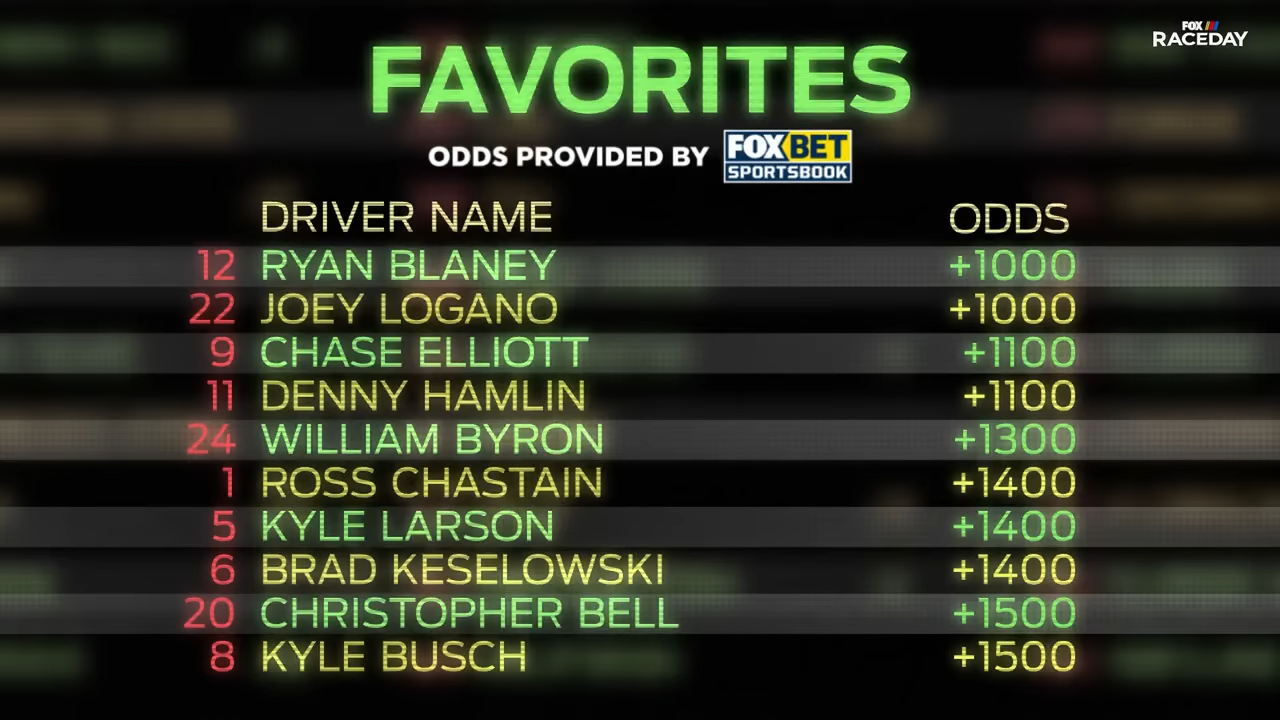 FOX
RACEDAY
FAVORITES
ODDS PROVIDED BY FOX BET SPORTSBOOK
DRIVER NAME ODDS
12 RYAN BLANEY +1000
22 JOEY LOGANO +1000
9 CHASE ELLIOTT +1100
11 DENNY HAMLIN +1100
24 WILLIAM BYRON +1300
1 ROSS CHASTAIN +1400
5 KYLE LARSON +1400
6 BRAD KESELOWSKI +1400
20 CHRISTOPHER BELL +1500
8 KYLE BUSCH +1500